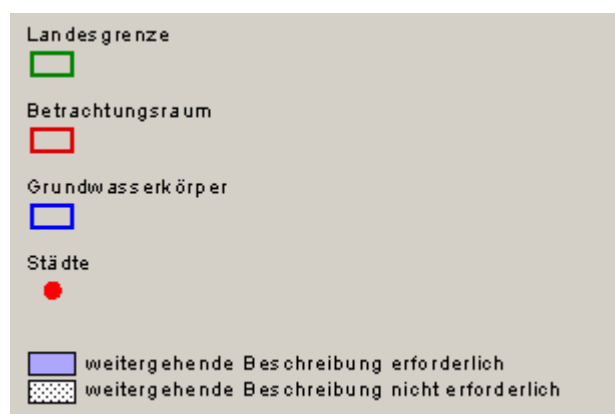 Landesgrenze
Betrachtungsraum
Grundwasserkörper
Städte
weitergehende Beschreibung erforderlich
weitergehende Beschreibung nicht erforderlich